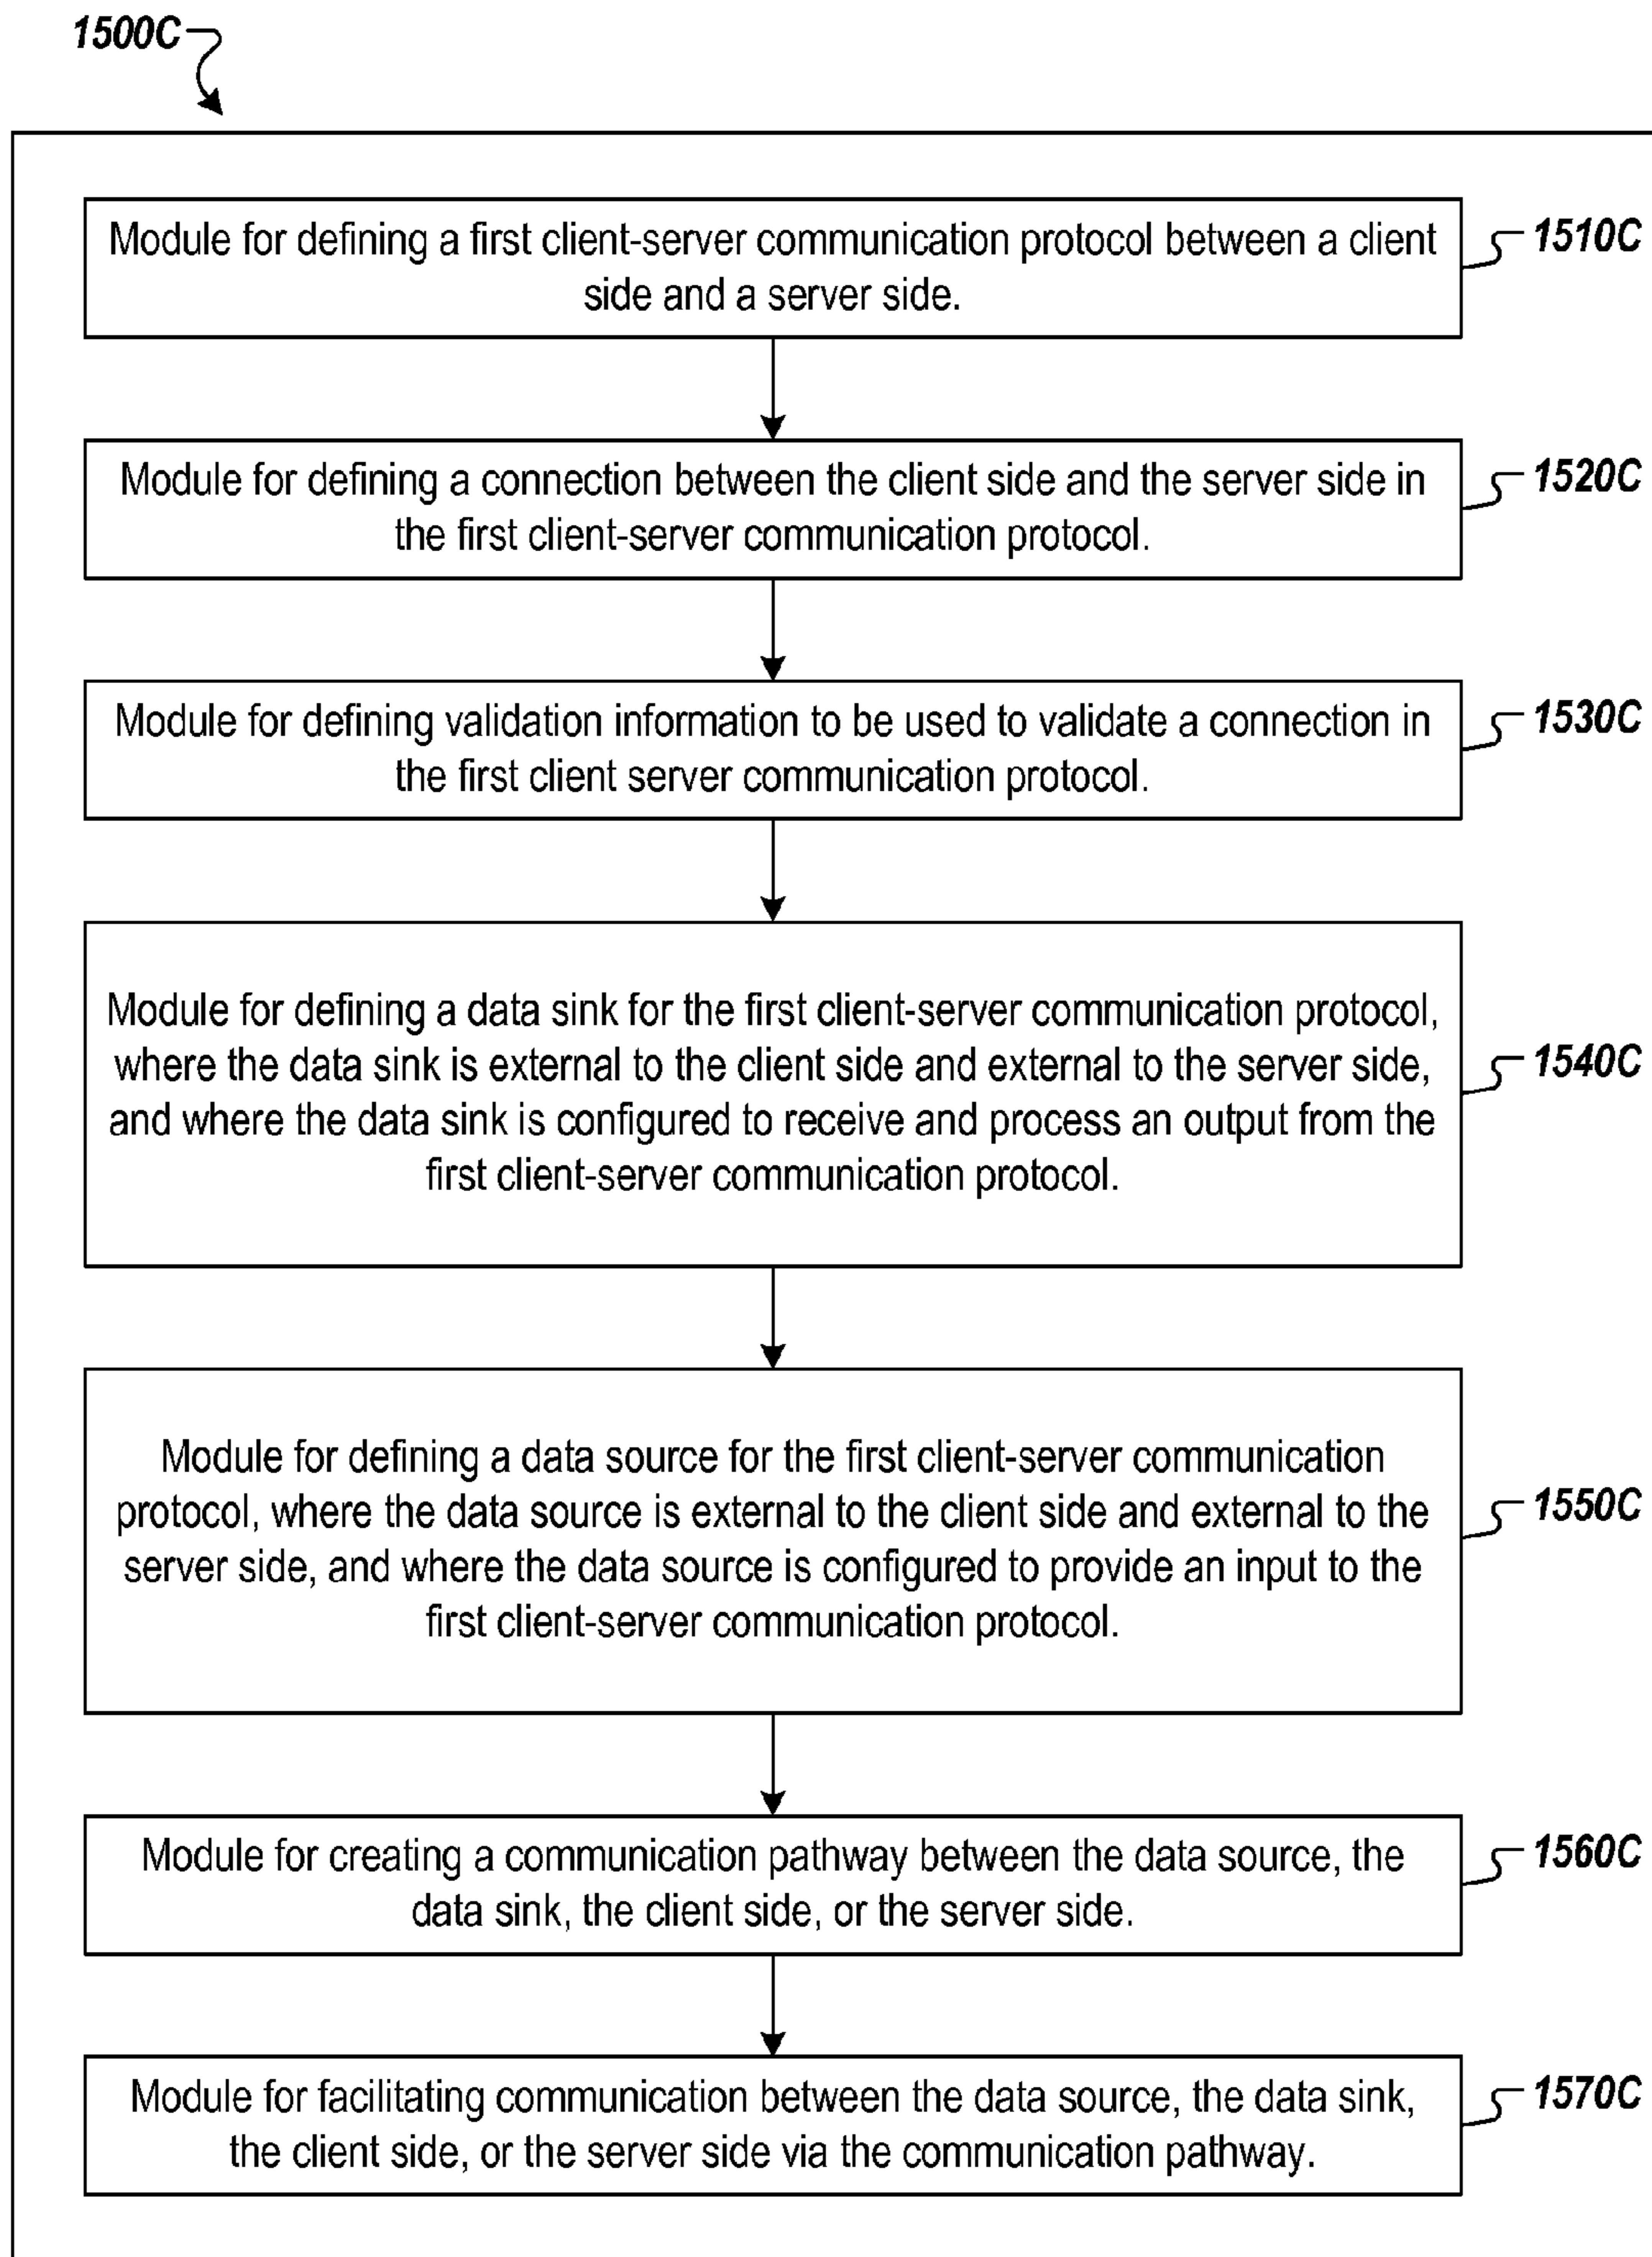 1500C
Module for defining a first client-server communication protocol between a client
side and a server side.
1510C
Module for defining a connection between the client side and the server side in
the first client-server communication protocol.
1520C
Module for defining validation information to be used to validate a connection in
the first client server communication protocol.
1530C
Module for defining a data sink for the first client-server communication protocol,
where the data sink is external to the client side and external to the server side,
and where the data sink is configured to receive and process an output from the
first client-server communication protocol.
1540C
Module for defining a data source for the first client-server communication
protocol, where the data source is external to the client side and external to the
server side, and where the data source is configured to provide an input to the
first client-server communication protocol.
1550C
Module for creating a communication pathway between the data source, the
data sink, the client side, or the server side.
1560C
Module for facilitating communication between the data source, the data sink,
the client side, or the server side via the communication pathway.
1570C